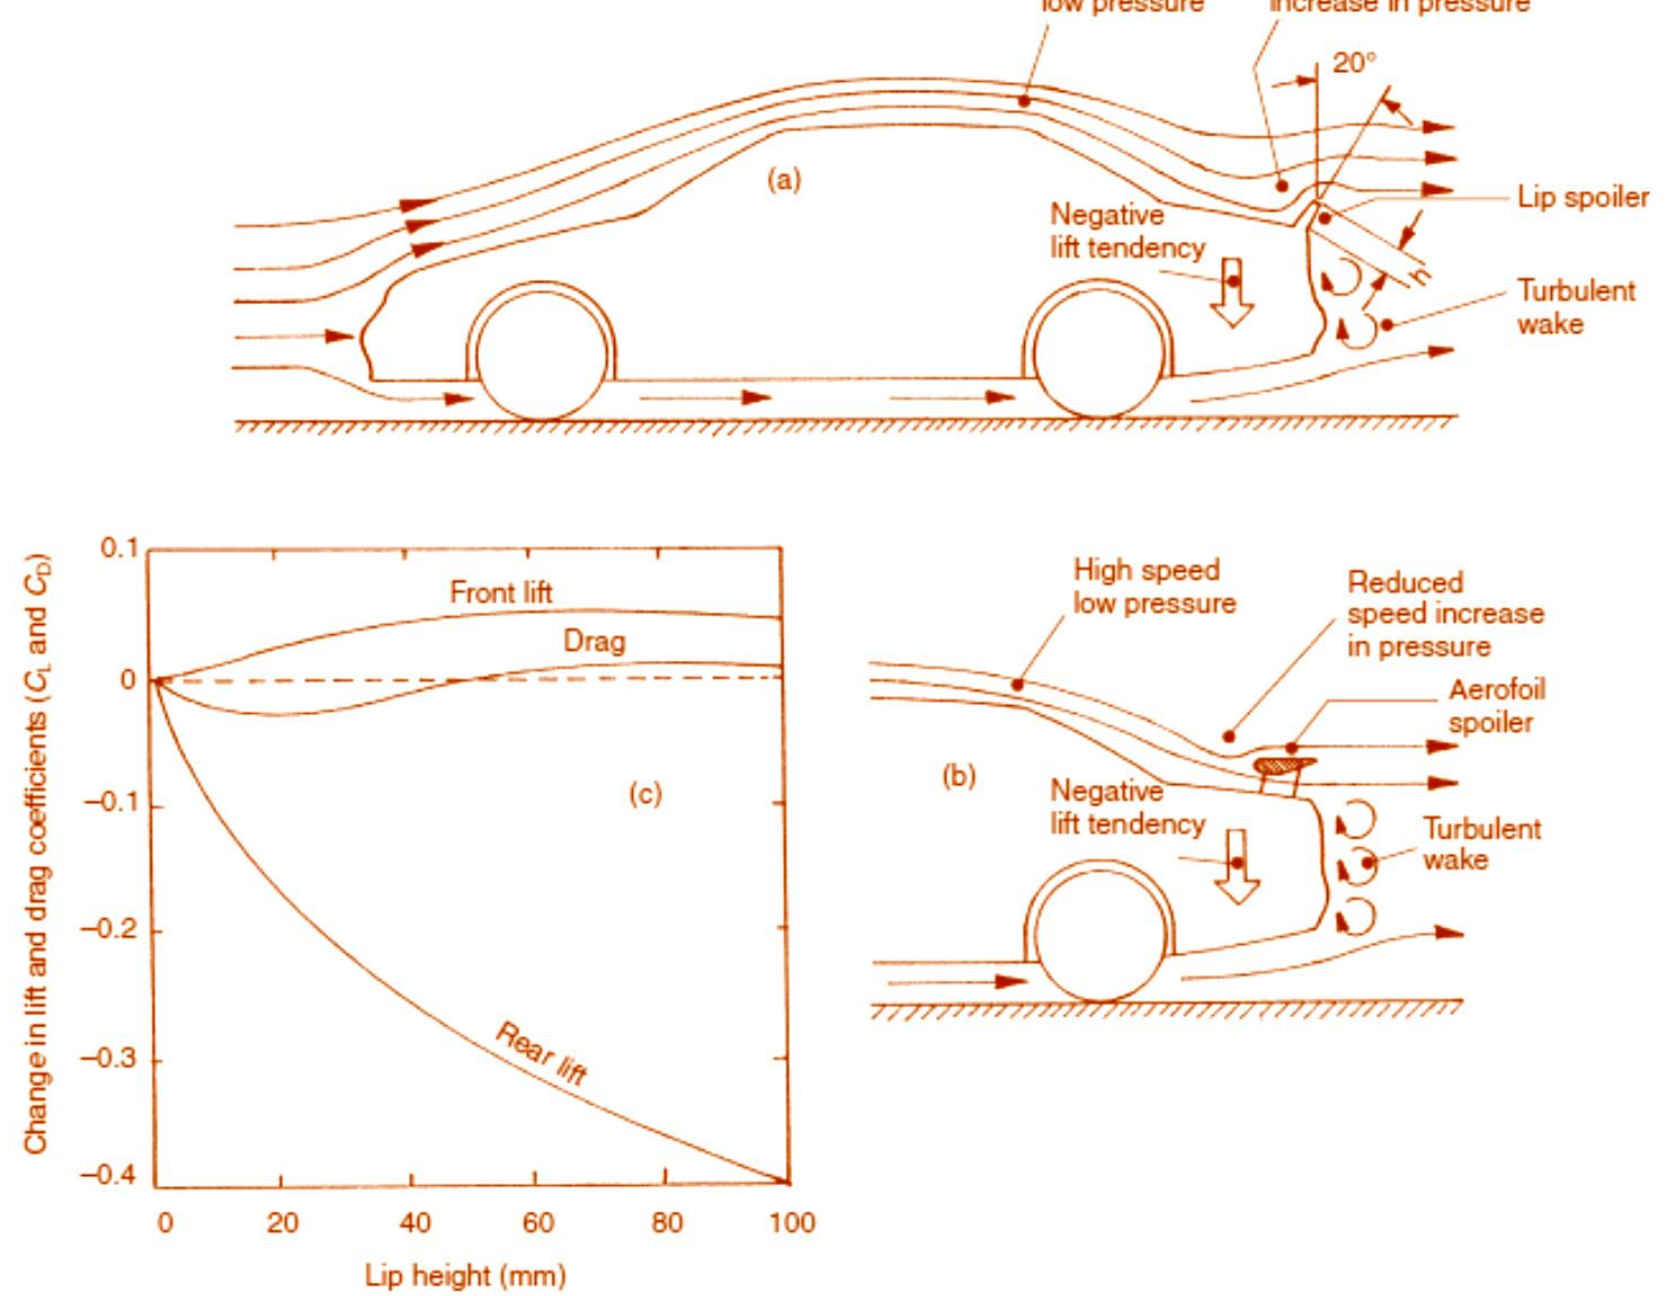 low pressure
increase in pressure
20°
(a)
Lip spoiler
Negative
lift tendency
h
Turbulent
wake
Change in lift and drag coefficients (CL and CD)
0.1
0
–0.1
–0.2
–0.3
–0.4
Front lift
Drag
(c)
Rear lift
0 20 40 60 80 100
Lip height (mm)
High speed
low pressure
Reduced
speed increase
in pressure
Aerofoil
spoiler
(b)
Negative
lift tendency
Turbulent
wake